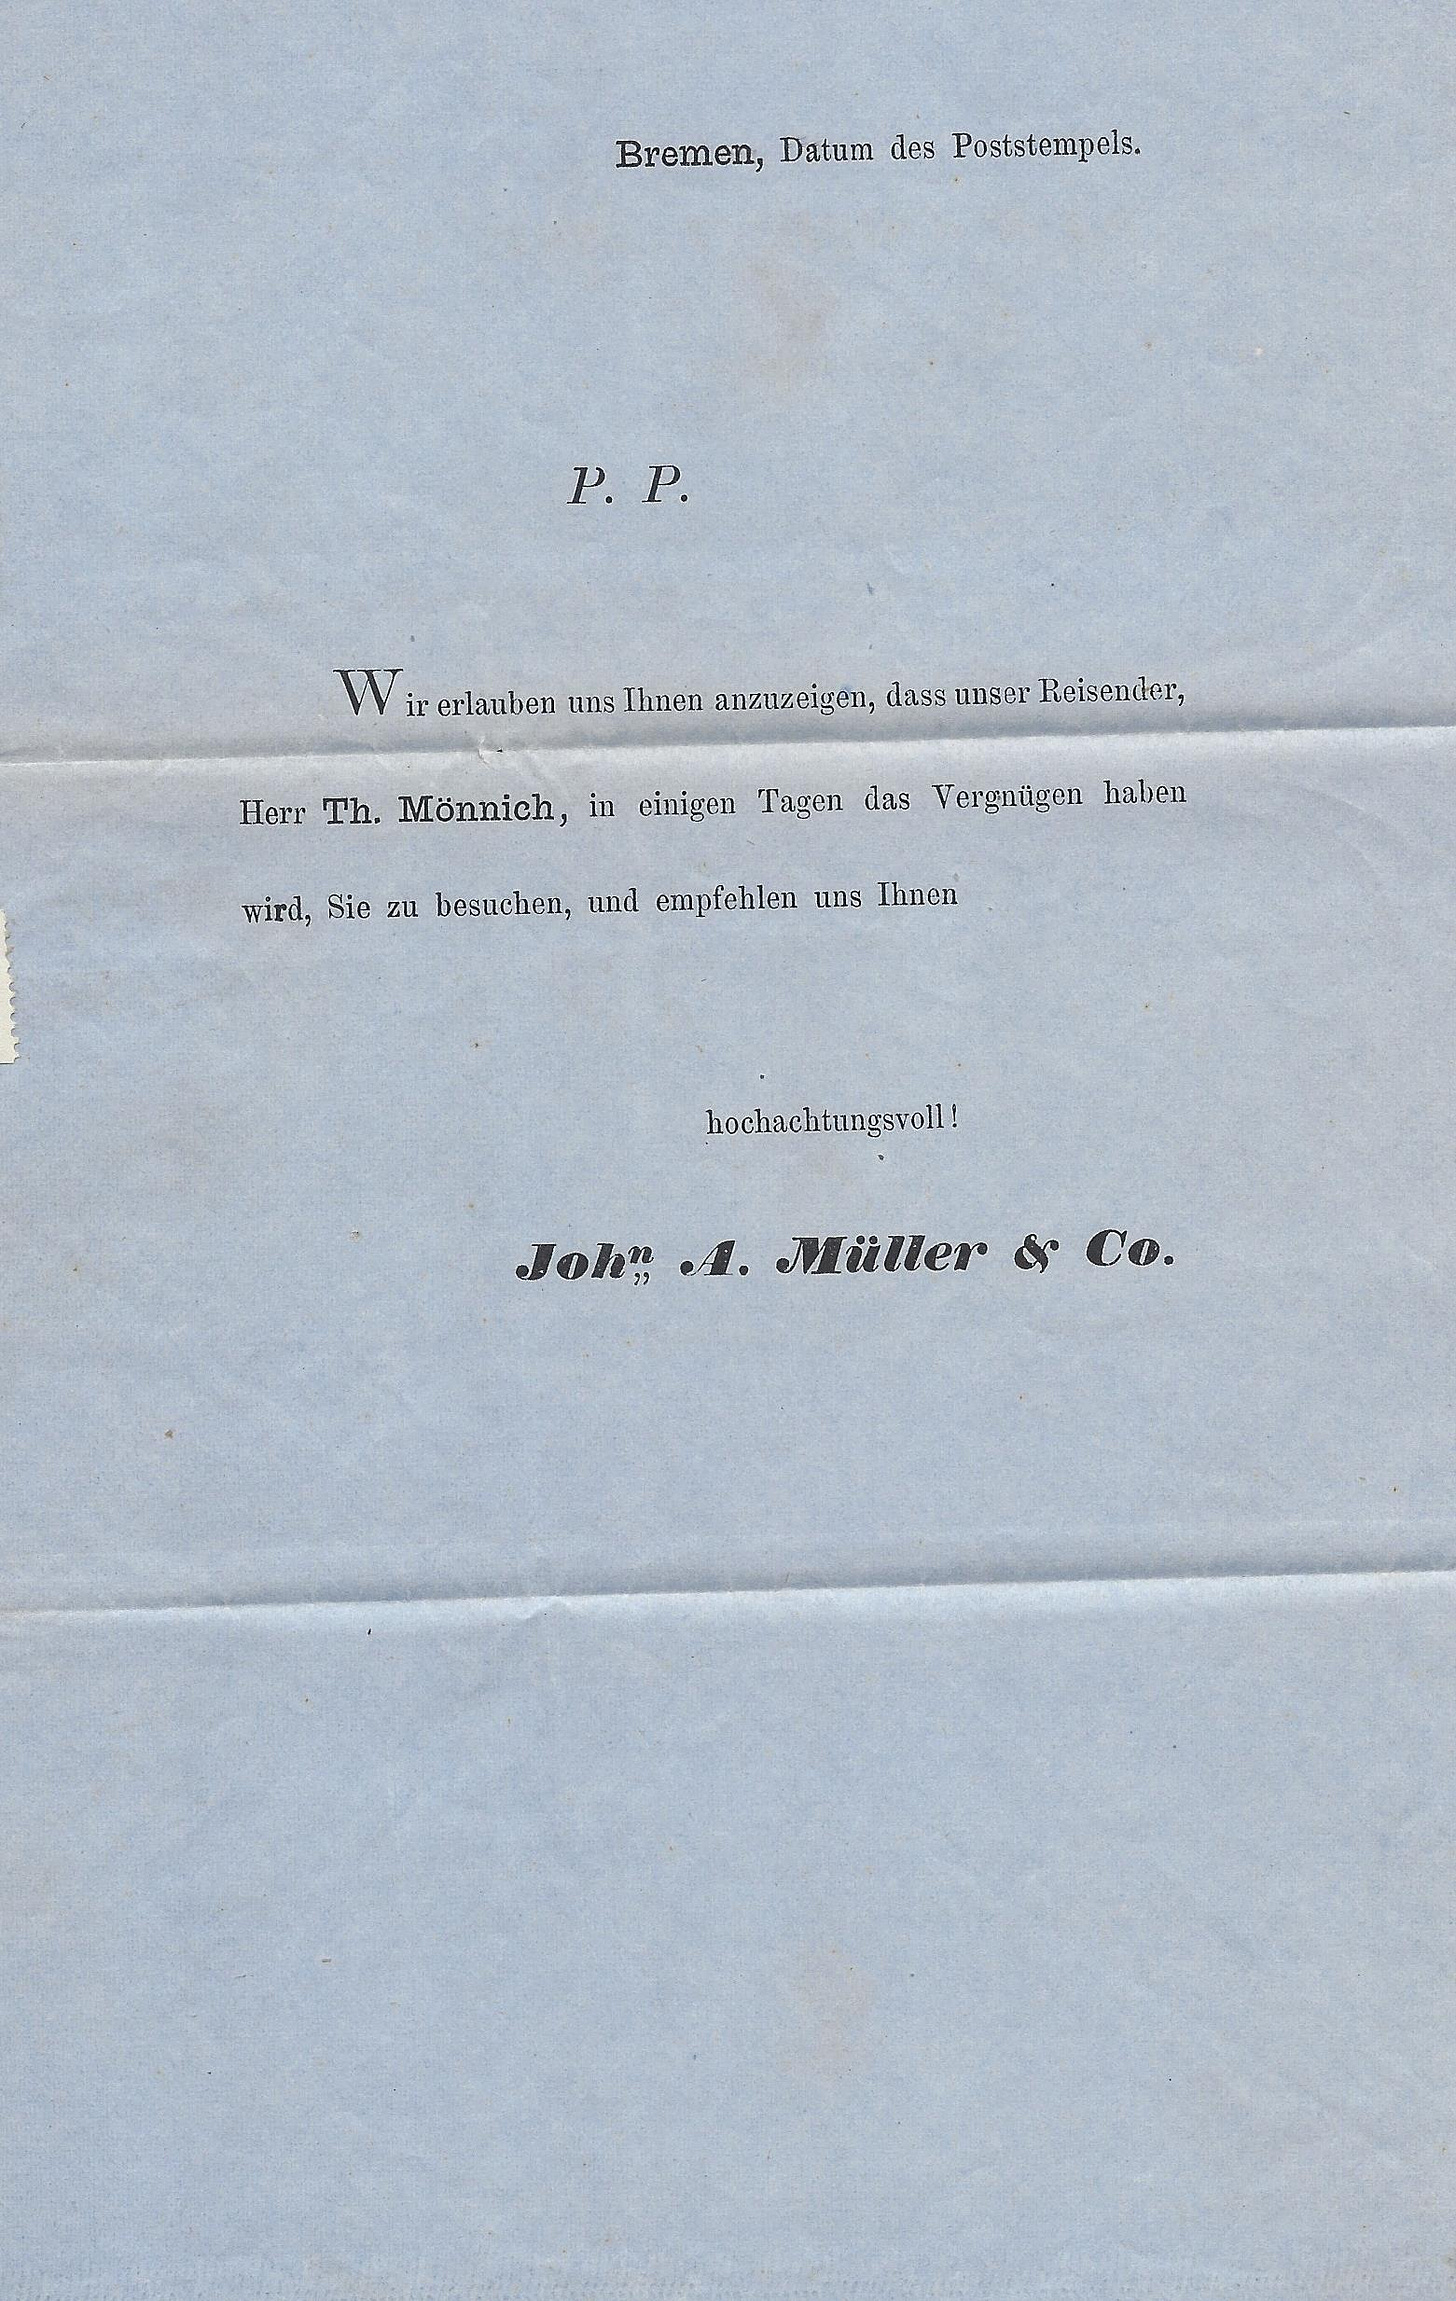 Bremen, Datum des Poststempels.
P. P.
Wir erlauben uns Ihnen anzuzeigen, dass unser Reisender,
Herr Th. Mönnich, in einigen Tagen das Vergnügen haben
wird, Sie zu besuchen, und empfehlen uns Ihnen
hochachtungsvoll!
Johⁿ„ A. Müller & Co.